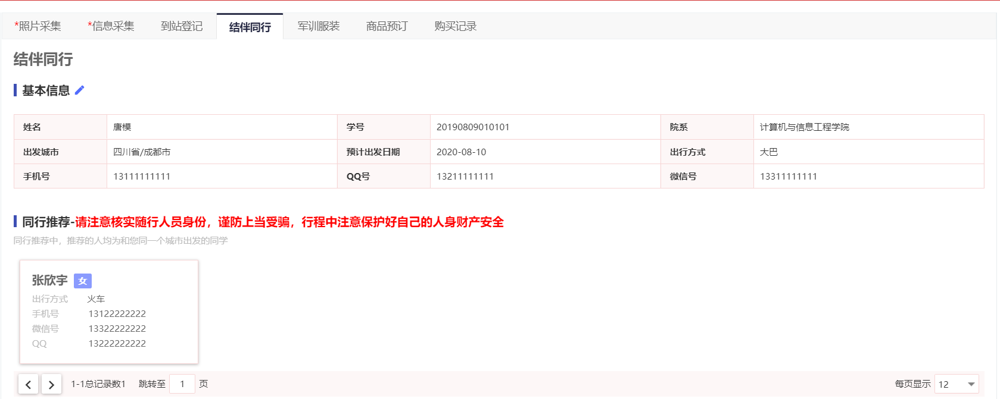 *照片采集 *信息采集 到站登记 结伴同行 军训服装 商品预订 购买记录
结伴同行
基本信息
姓名 唐模 学号 20190809010101 院系 计算机与信息工程学院
出发城市 四川省/成都市 预计出发日期 2020-08-10 出行方式 大巴
手机号 13111111111 QQ号 13211111111 微信号 13311111111
同行推荐-请注意核实随行人员身份，谨防上当受骗，行程中注意保护好自己的人身财产安全
同行推荐中，推荐的人均为和您同一个城市出发的同学
张欣宇 女
出行方式 火车
手机号 13122222222
微信号 13322222222
QQ 13222222222
1-1总记录数1 跳转至 1 页 每页显示 12